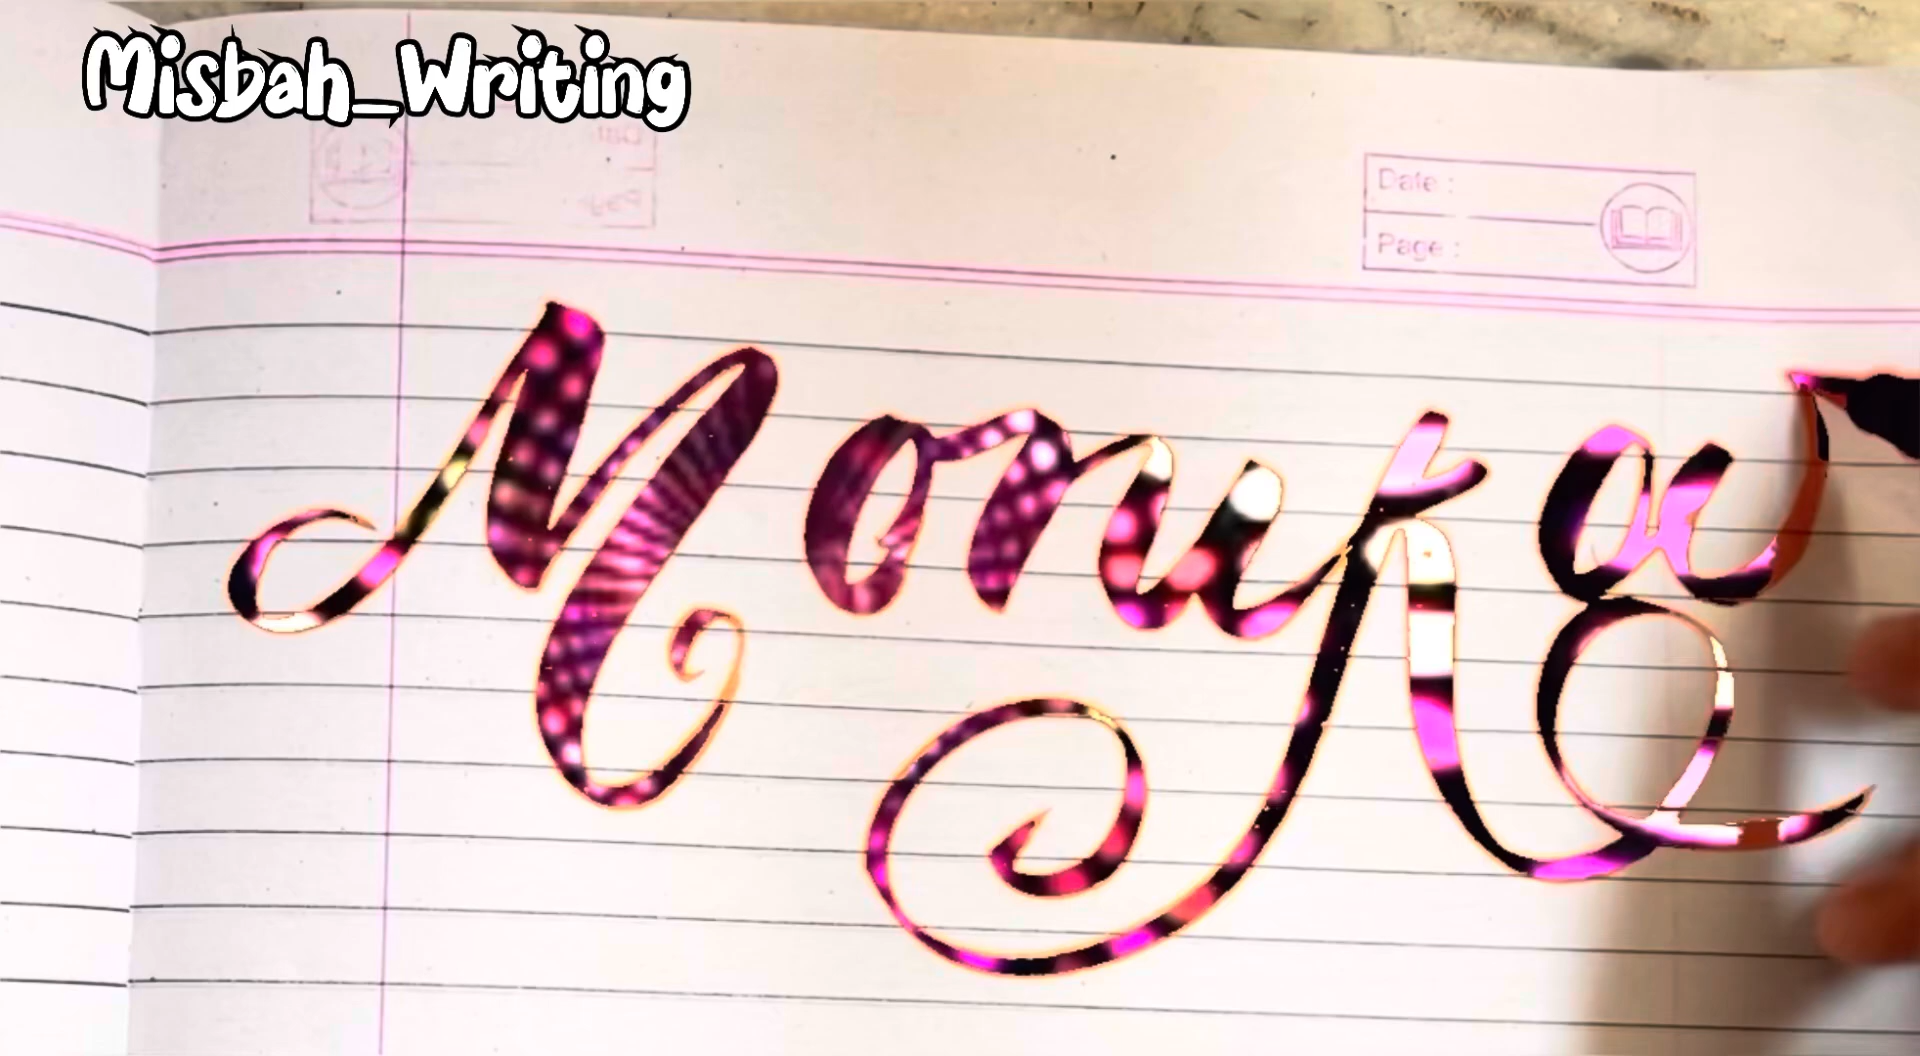 Misbah_Writing
Date :
Page :
Monika